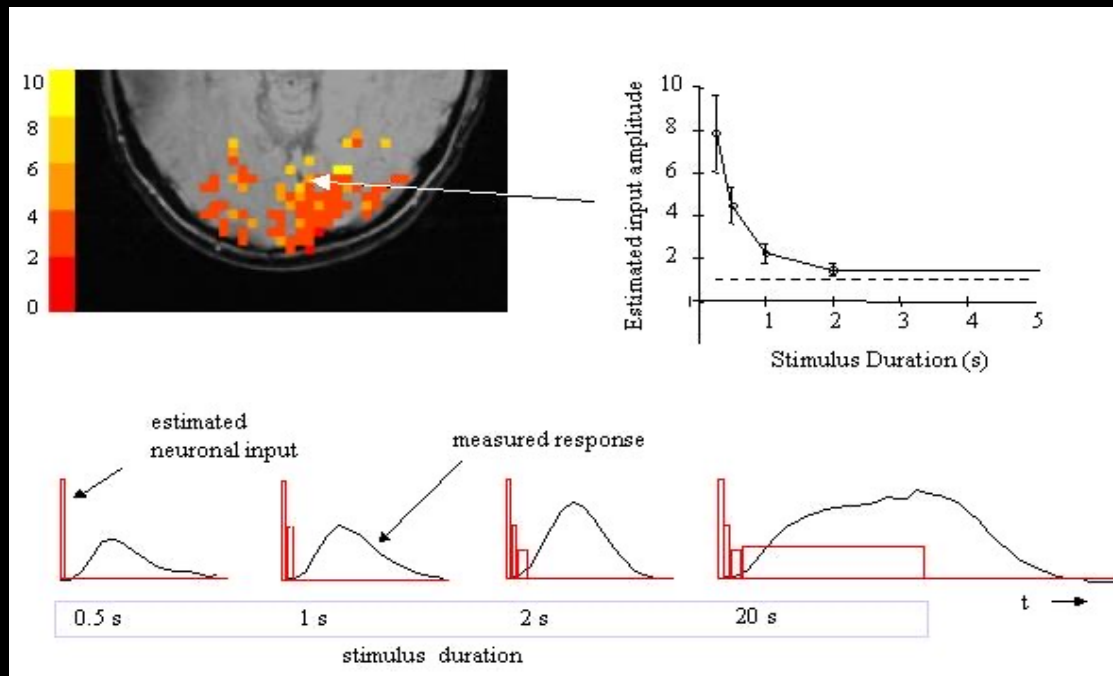 10
8
6
4
2
0
Estimated input amplitude
10
8
6
4
2
1
2
3
4
5
Stimulus Duration (s)
estimated
neuronal input
measured response
0.5 s
1 s
2 s
20 s
t
stimulus duration